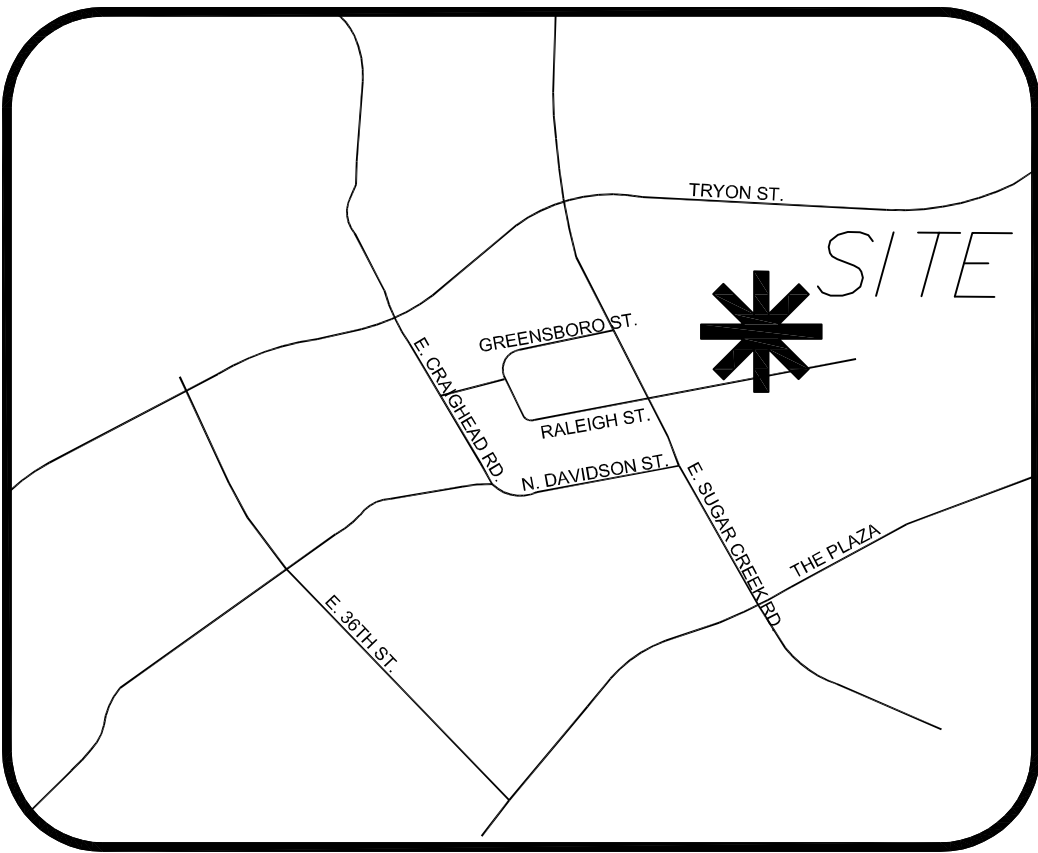 TRYON ST.
SITE
GREENSBORO ST.
E. CRAIGHEAD RD.
RALEIGH ST.
N. DAVIDSON ST.
E. SUGAR CREEK RD
THE PLAZA
E. 36TH ST.